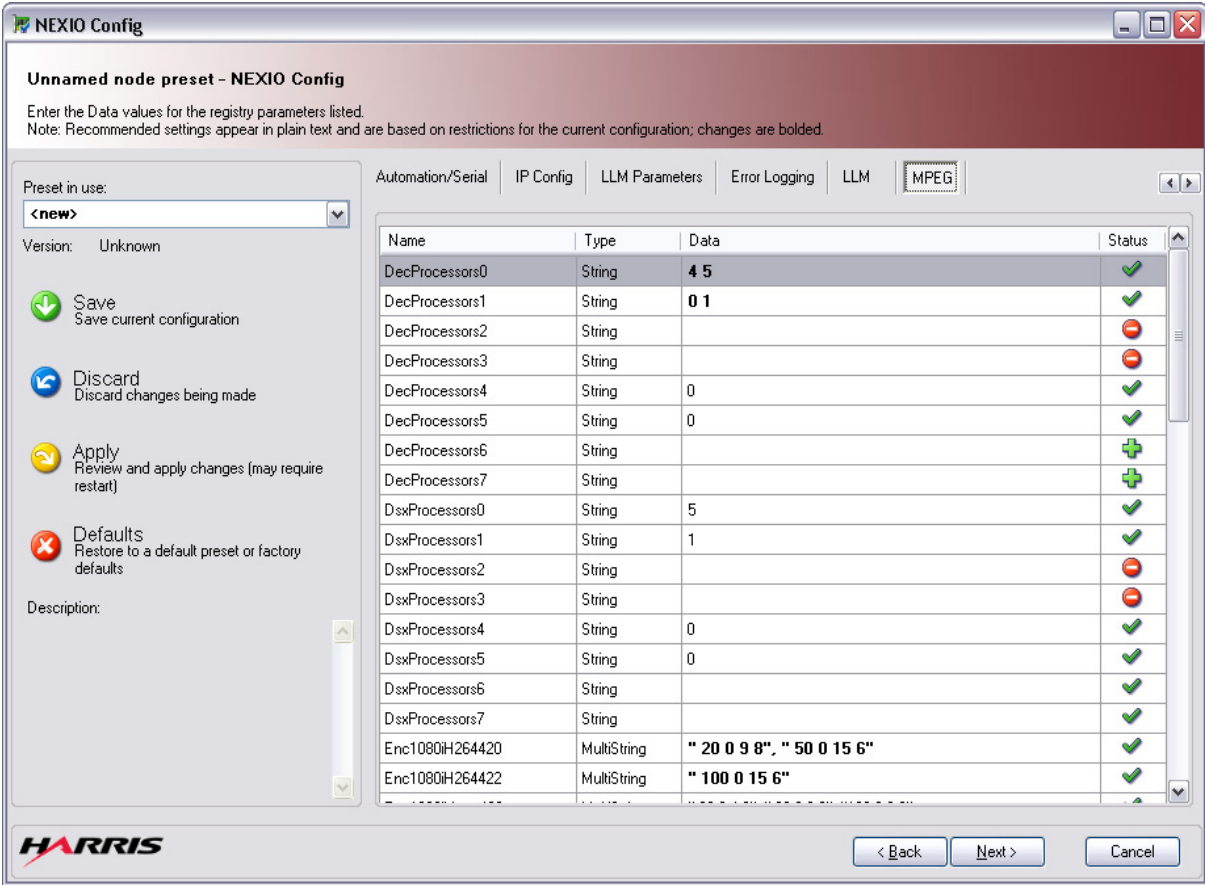 NEXIO Config
Unnamed node preset - NEXIO Config
Enter the Data values for the registry parameters listed.
Note: Recommended settings appear in plain text and are based on restrictions for the current configuration; changes are bolded.
Preset in use:
<new>
Version: Unknown
Save
Save current configuration
Discard
Discard changes being made
Apply
Review and apply changes (may require
restart)
Defaults
Restore to a default preset or factory
defaults
Description:
Automation/Serial IP Config LLM Parameters Error Logging LLM MPEG
Name Type Data Status
DecProcessors0 String 4 5
DecProcessors1 String 0 1
DecProcessors2 String
DecProcessors3 String
DecProcessors4 String 0
DecProcessors5 String 0
DecProcessors6 String
DecProcessors7 String
DsxProcessors0 String 5
DsxProcessors1 String 1
DsxProcessors2 String
DsxProcessors3 String
DsxProcessors4 String 0
DsxProcessors5 String 0
DsxProcessors6 String
DsxProcessors7 String
Enc1080iH264420 MultiString " 20 0 9 8", " 50 0 15 6"
Enc1080iH264422 MultiString " 100 0 15 6"
HARRIS
< Back Next > Cancel